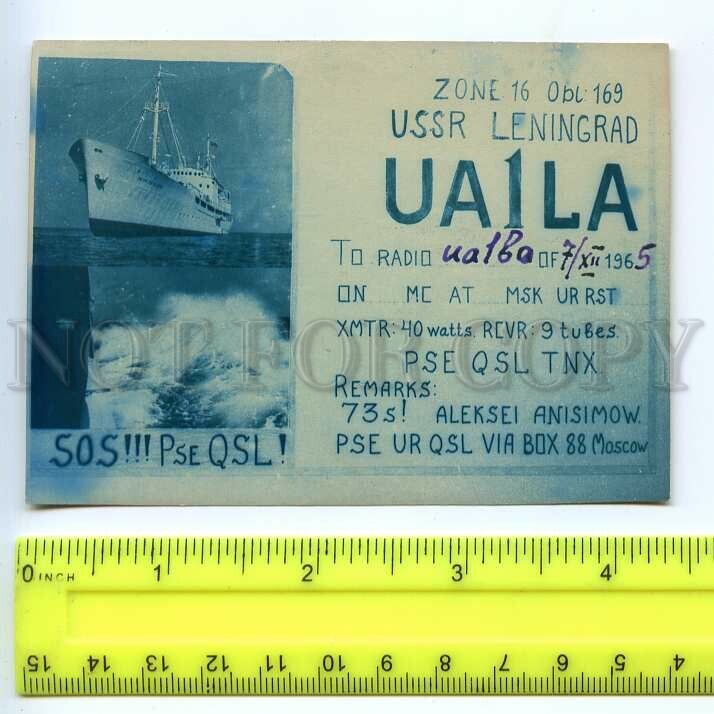 ZONE 16 Obl: 169
USSR LENINGRAD
UA1LA
TO RADIO ua1ba OF 7/XII 1965
ON MC AT MSK UR RST
XMTR: 40 watts. RCVR: 9 tubes.
PSE QSL TNX.
REMARKS:
73s! ALEKSEI ANISIMOW.
PSE UR QSL VIA BOX 88 Moscow
SOS!!! PSE QSL!
NOT FOR COPY
0 INCH 1 2 3 4
15 14 13 12 11 10 9 8 7 6 5 4